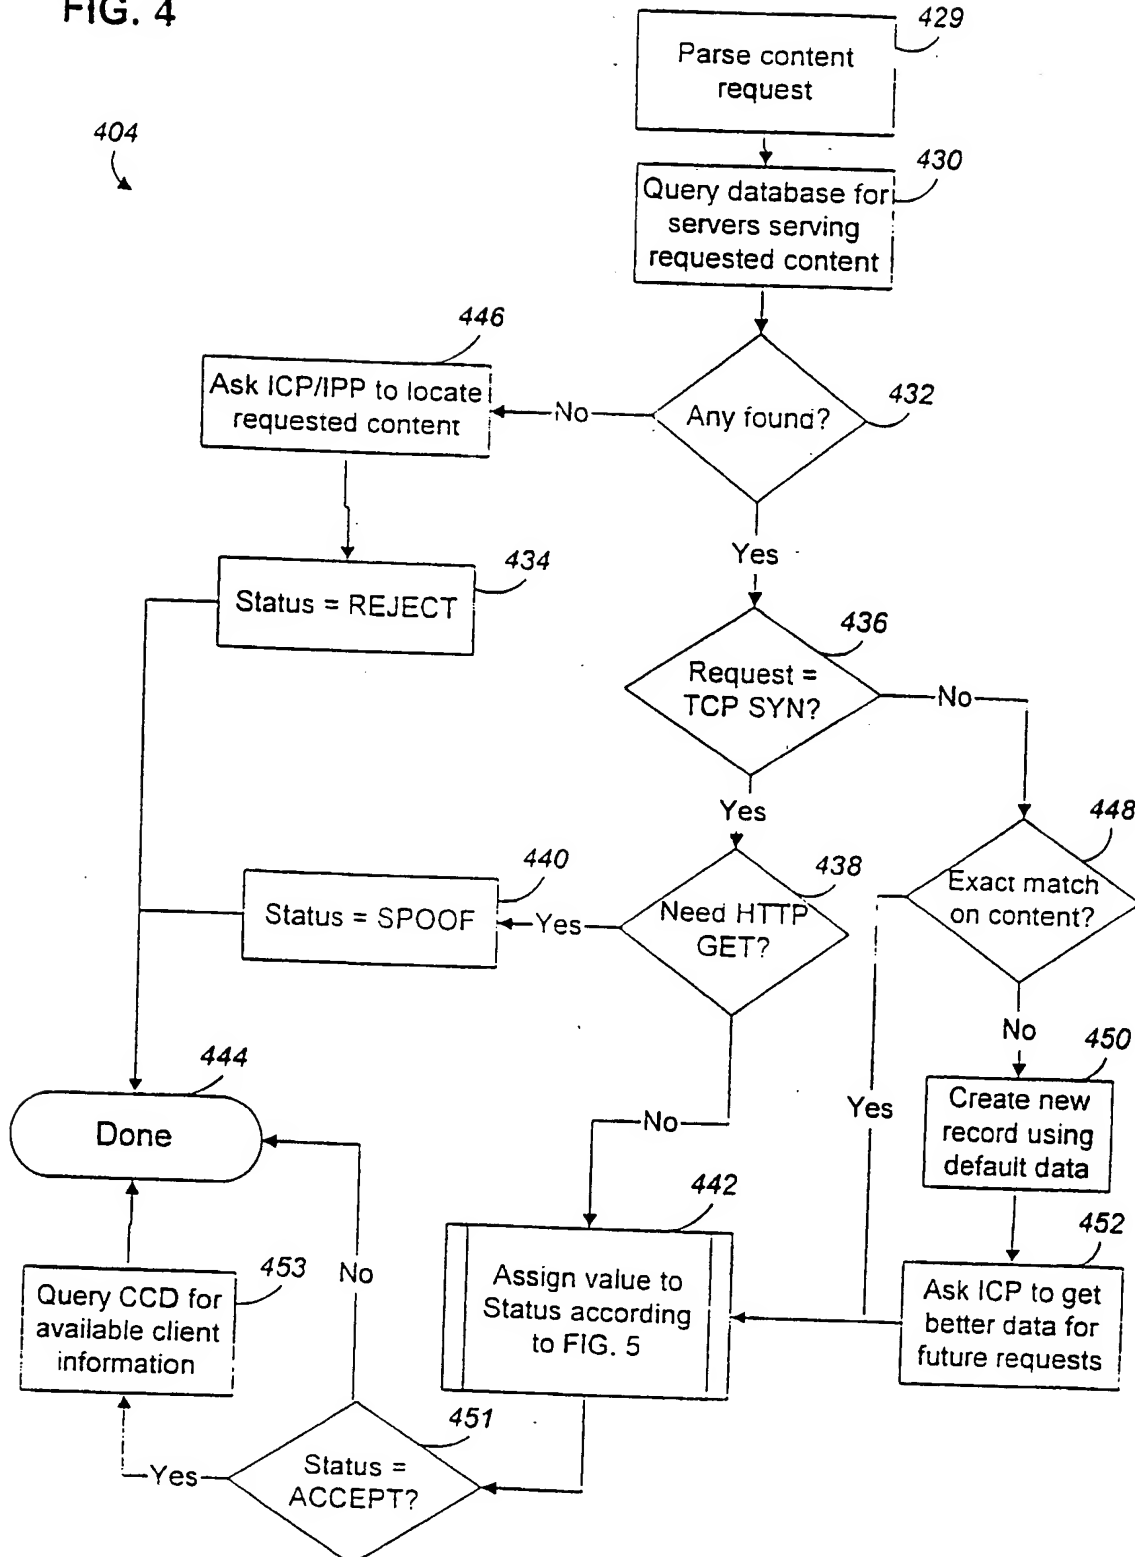 FIG. 4
429
Parse content
request
404
430
Query database for
servers serving
requested content
446
Ask ICP/IPP to locate
requested content
No
Any found?
432
Yes
434
Status = REJECT
436
Request =
TCP SYN?
No
Yes
448
Exact match
on content?
440
Status = SPOOF
Yes
438
Need HTTP
GET?
No
450
Create new
record using
default data
Yes
444
Done
No
442
Assign value to
Status according
to FIG. 5
452
Ask ICP to get
better data for
future requests
453
Query CCD for
available client
information
No
451
Status =
ACCEPT?
Yes